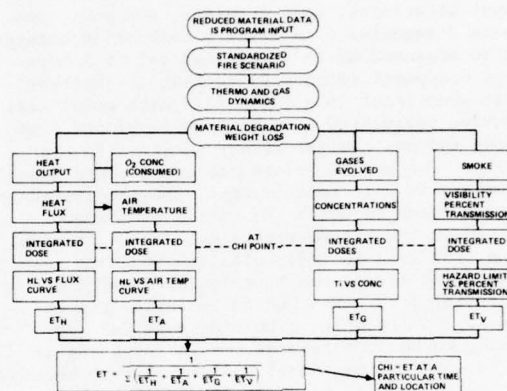 REDUCED MATERIAL DATA
IS PROGRAM INPUT
STANDARDIZED
FIRE SCENARIO
THERMO AND GAS
DYNAMICS
MATERIAL DEGRADATION
WEIGHT LOSS
HEAT
OUTPUT
O2 CONC
(CONSUMED)
GASES
EVOLVED
SMOKE
HEAT
FLUX
AIR
TEMPERATURE
CONCENTRATIONS
VISIBILITY
PERCENT
TRANSMISSION
INTEGRATED
DOSE
INTEGRATED
DOSE
AT
CHI POINT
INTEGRATED
DOSES
INTEGRATED
DOSE
HL VS FLUX
CURVE
HL VS AIR TEMP
CURVE
Ti VS CONC
HAZARD LIMIT
VS. PERCENT
TRANSMISSION
ETH
ETA
ETG
ETV
ET = 1 / Σ (1/ETH + 1/ETA + 1/ETG + 1/ETV)
CHI = ET AT A
PARTICULAR TIME
AND LOCATION